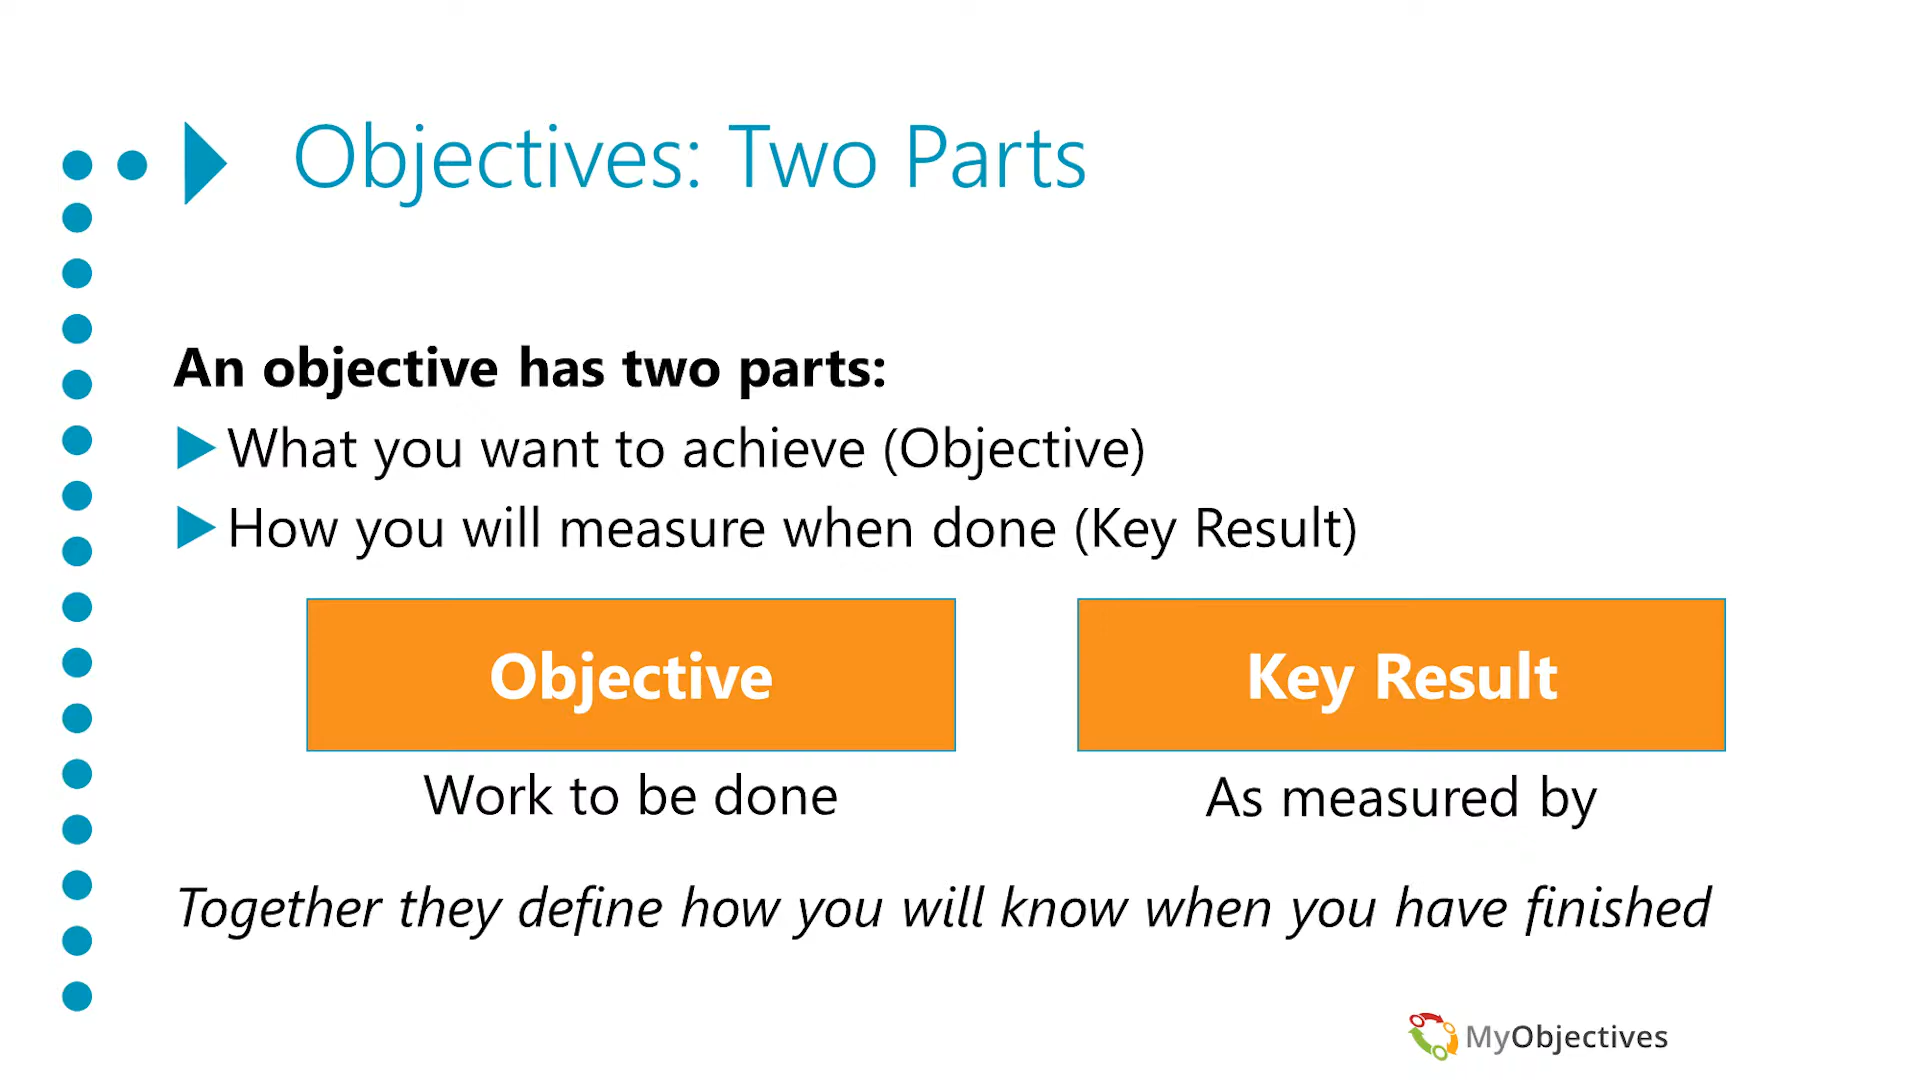 Objectives: Two Parts
An objective has two parts:
What you want to achieve (Objective)
How you will measure when done (Key Result)
Objective
Key Result
Work to be done
As measured by
Together they define how you will know when you have finished
MyObjectives